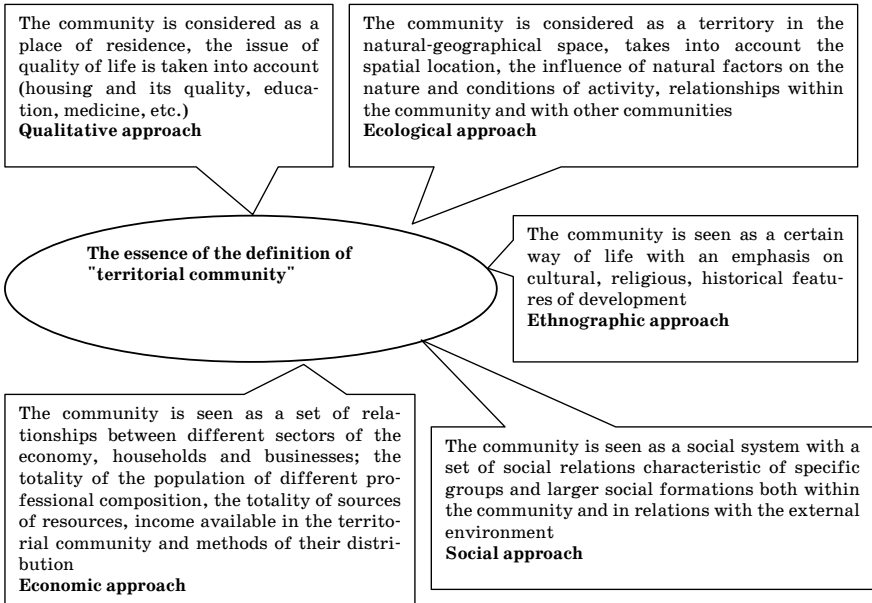 The community is considered as a
place of residence, the issue of
quality of life is taken into account
(housing and its quality, educa-
tion, medicine, etc.)
Qualitative approach
The community is considered as a territory in the
natural-geographical space, takes into account the
spatial location, the influence of natural factors on the
nature and conditions of activity, relationships within
the community and with other communities
Ecological approach
The essence of the definition of
"territorial community"
The community is seen as a certain
way of life with an emphasis on
cultural, religious, historical featu-
res of development
Ethnographic approach
The community is seen as a set of rela-
tionships between different sectors of the
economy, households and businesses; the
totality of the population of different pro-
fessional composition, the totality of sources
of resources, income available in the territo-
rial community and methods of their distri-
bution
Economic approach
The community is seen as a social system with a
set of social relations characteristic of specific
groups and larger social formations both within
the community and in relations with the external
environment
Social approach